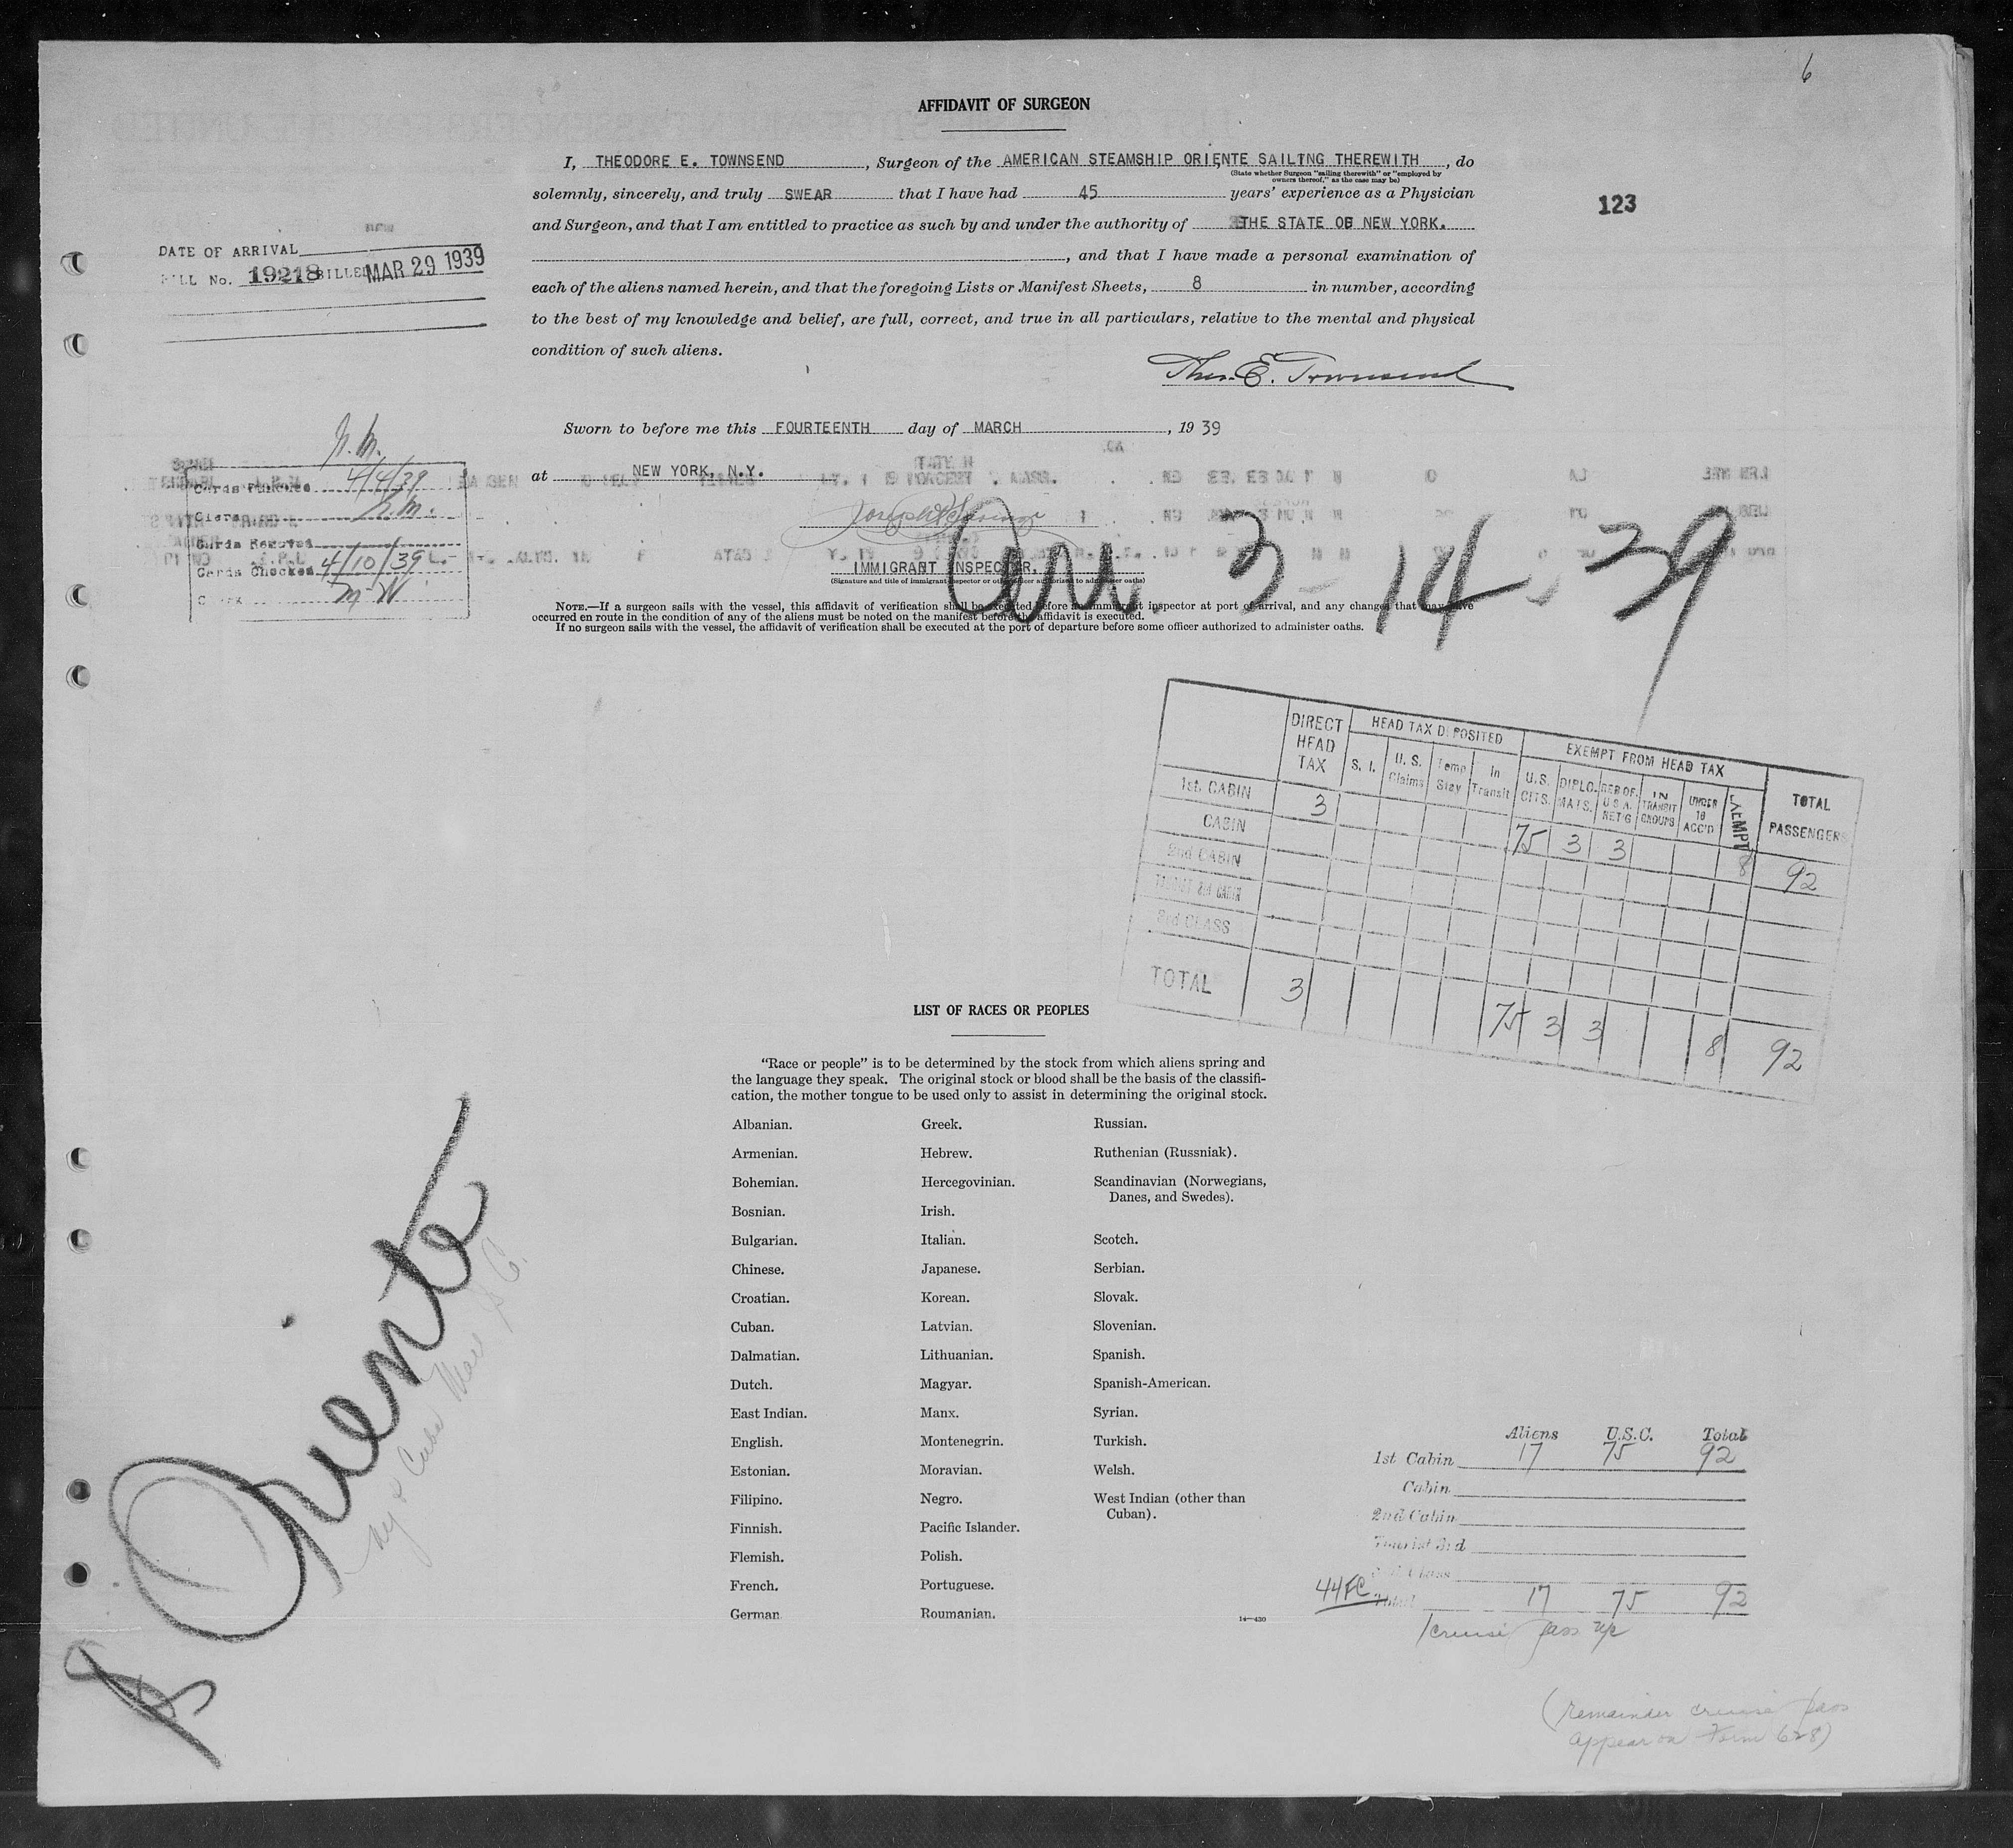 6
AFFIDAVIT OF SURGEON
I, THEODORE E. TOWNSEND, Surgeon of the AMERICAN STEAMSHIP ORIENTE, SAILING THEREWITH, do
(State whether Surgeon "sailing therewith" or "employed by
owners thereof," as the case may be)
solemnly, sincerely, and truly SWEAR that I have had 45 years' experience as a Physician
and Surgeon, and that I am entitled to practice as such by and under the authority of THE STATE OF NEW YORK.
, and that I have made a personal examination of
each of the aliens named herein, and that the foregoing Lists or Manifest Sheets, 8 in number, according
to the best of my knowledge and belief, are full, correct, and true in all particulars, relative to the mental and physical
condition of such aliens.
Theo. E. Townsend
123
DATE OF ARRIVAL
BILL No. 19218 BILLED MAR 29 1939
Sworn to before me this FOURTEENTH day of MARCH, 1939
at NEW YORK, N.Y.
IMMIGRANT INSPECTOR.
(Signature and title of immigrant inspector or other officer authorized to administer oaths)
Arr. 3-14-39
NOTE.—If a surgeon sails with the vessel, this affidavit of verification shall be executed before an immigrant inspector at port of arrival, and any changes that may have
occurred en route in the condition of any of the aliens must be noted on the manifest before the affidavit is executed.
If no surgeon sails with the vessel, the affidavit of verification shall be executed at the port of departure before some officer authorized to administer oaths.
Cards Punched 4/4/39
Clerk
Cards Removed
Cards Checked 4/10/39
Clerk
DIRECT HEAD TAX
HEAD TAX DEPOSITED
EXEMPT FROM HEAD TAX
TOTAL PASSENGERS
S. I.
U. S. Claims
Temp Stay
In Transit
U.S. CITS.
DIPLO-MATS.
RES OF. U S A. RET'G
IN TRANSIT GROUPS
UNDER 16 ACC'D
EXEMPT
1st. CABIN 3 75 3 3 8 92
CABIN
2nd CABIN
TOURIST 3rd CABIN
3rd CLASS
TOTAL 3 75 3 3 8 92
LIST OF RACES OR PEOPLES
"Race or people" is to be determined by the stock from which aliens spring and
the language they speak. The original stock or blood shall be the basis of the classifi-
cation, the mother tongue to be used only to assist in determining the original stock.
Albanian.
Armenian.
Bohemian.
Bosnian.
Bulgarian.
Chinese.
Croatian.
Cuban.
Dalmatian.
Dutch.
East Indian.
English.
Estonian.
Filipino.
Finnish.
Flemish.
French.
German
Greek.
Hebrew.
Hercegovinian.
Irish.
Italian.
Japanese.
Korean.
Latvian.
Lithuanian.
Magyar.
Manx.
Montenegrin.
Moravian.
Negro.
Pacific Islander.
Polish.
Portuguese.
Roumanian.
Russian.
Ruthenian (Russniak).
Scandinavian (Norwegians,
Danes, and Swedes).
Scotch.
Serbian.
Slovak.
Slovenian.
Spanish.
Spanish-American.
Syrian.
Turkish.
Welsh.
West Indian (other than
Cuban).
14—430
Oriente
Ny & Cuba Mail S. C.
Aliens U.S.C. Total
1st Cabin 17 75 92
Cabin
2nd Cabin
Tourist 3rd
3rd Class
44FC Total 17 75 92
1 cruise pass
(remainder cruise pass
appear on Form 628)